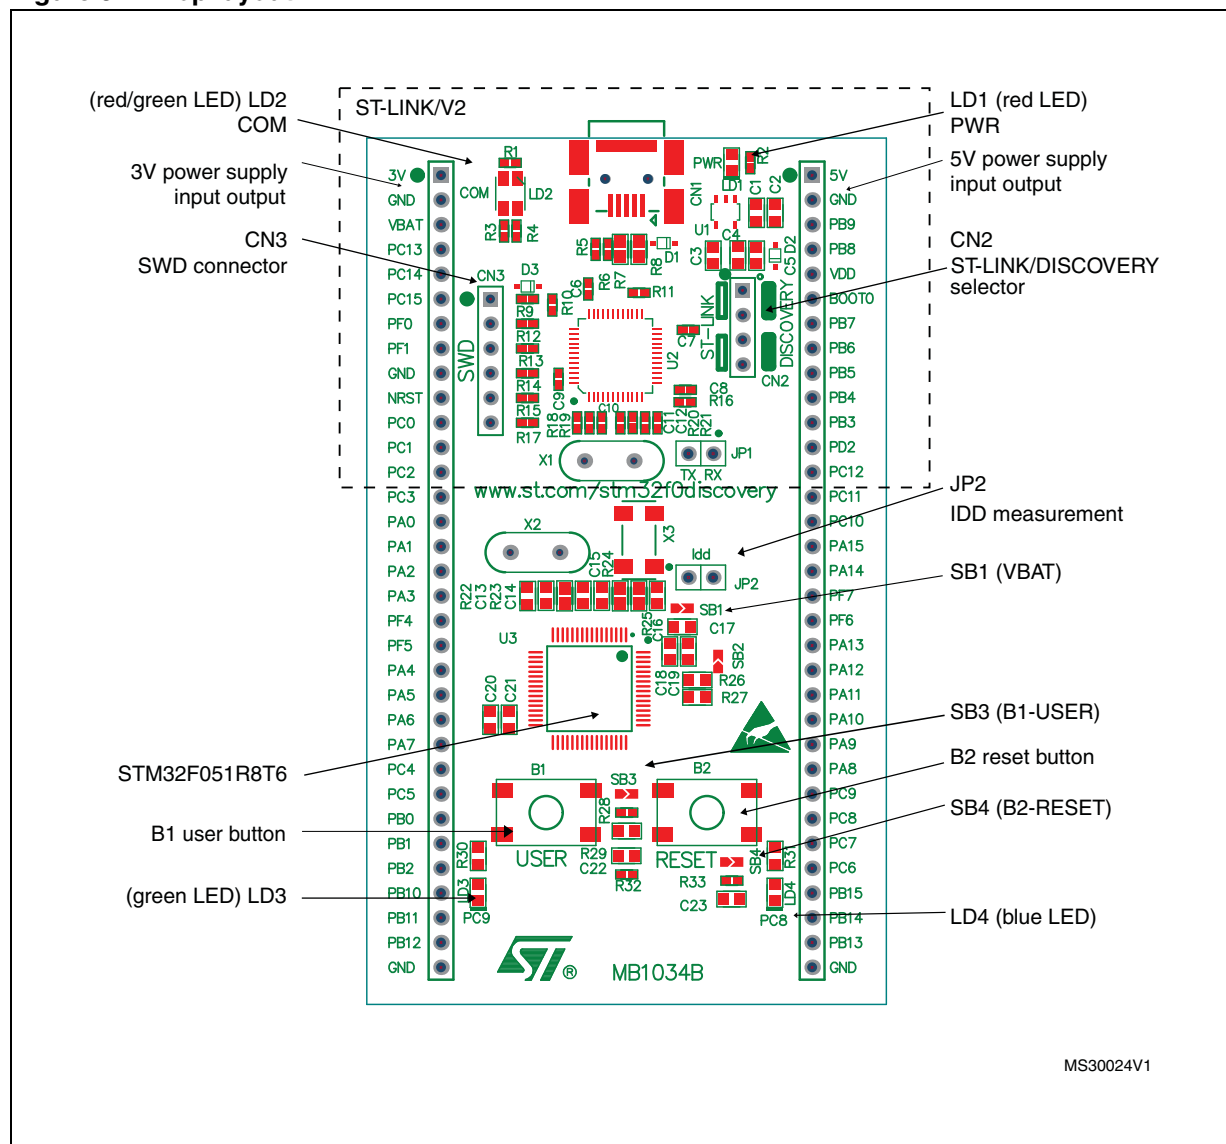 (red/green LED) LD2
COM
3V power supply
input output
CN3
SWD connector
STM32F051R8T6
B1 user button
(green LED) LD3
ST-LINK/V2
LD1 (red LED)
PWR
5V power supply
input output
CN2
ST-LINK/DISCOVERY
selector
JP2
IDD measurement
SB1 (VBAT)
SB3 (B1-USER)
B2 reset button
SB4 (B2-RESET)
LD4 (blue LED)
3V
GND
VBAT
PC13
PC14
PC15
PF0
PF1
GND
NRST
PC0
PC1
PC2
PC3
PA0
PA1
PA2
PA3
PF4
PF5
PA4
PA5
PA6
PA7
PC4
PC5
PB0
PB1
PB2
PB10
PB11
PB12
GND
5V
GND
PB9
PB8
VDD
BOOT0
PB7
PB6
PB5
PB4
PB3
PD2
PC12
PC11
PC10
PA15
PA14
PF7
PF6
PA13
PA12
PA11
PA10
PA9
PA8
PC9
PC8
PC7
PC6
PB15
PB14
PB13
GND
R1
COM
LD2
R3
R4
CN1
PWR
R2
LD1
C1
C2
U1
C4
C3
D2
C5
R5
R6
R7
R8
D1
CN3
SWD
D3
R9
R10
C6
R11
R12
R13
R14
R15
R17
C9
U2
C7
ST-LINK
DISCOVERY
CN2
C8
R16
R18
R19
C10
C11
C12
R20
R21
X1
JP1
TX RX
www.st.com/stm32f0discovery
X2
X3
C15
R24
Idd
JP2
R22
C13
R23
C14
R25
C16
SB1
C17
SB2
C18
C19
R26
R27
U3
C20
C21
B1
SB3
B2
R28
USER
R29
C22
R32
RESET
SB4
R33
C23
R30
LD3
PC9
R31
LD4
PC8
ST ®
MB1034B
MS30024V1